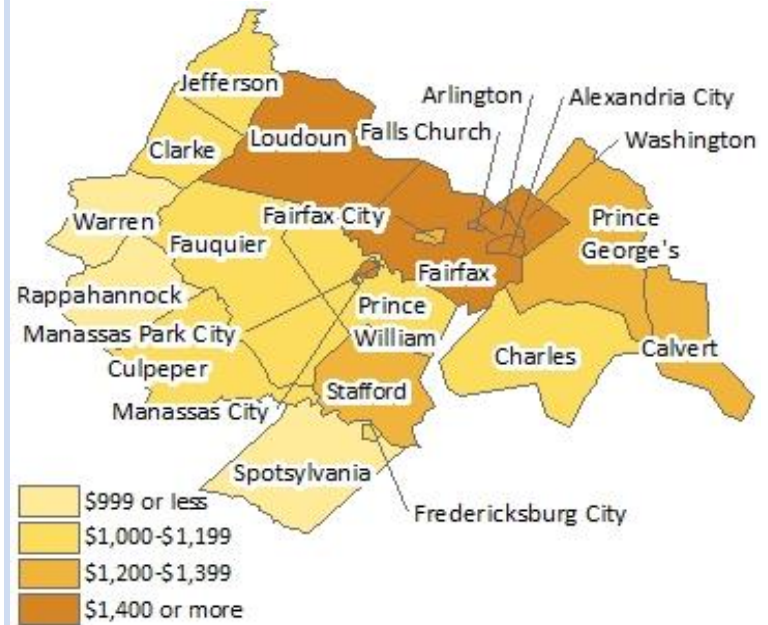 Jefferson
Arlington
Alexandria City
Clarke
Loudoun
Falls Church
Washington
Warren
Fairfax City
Prince
George's
Fauquier
Fairfax
Rappahannock
Prince
William
Manassas Park City
Culpeper
Charles
Calvert
Stafford
Manassas City
Spotsylvania
Fredericksburg City
$999 or less
$1,000-$1,199
$1,200-$1,399
$1,400 or more